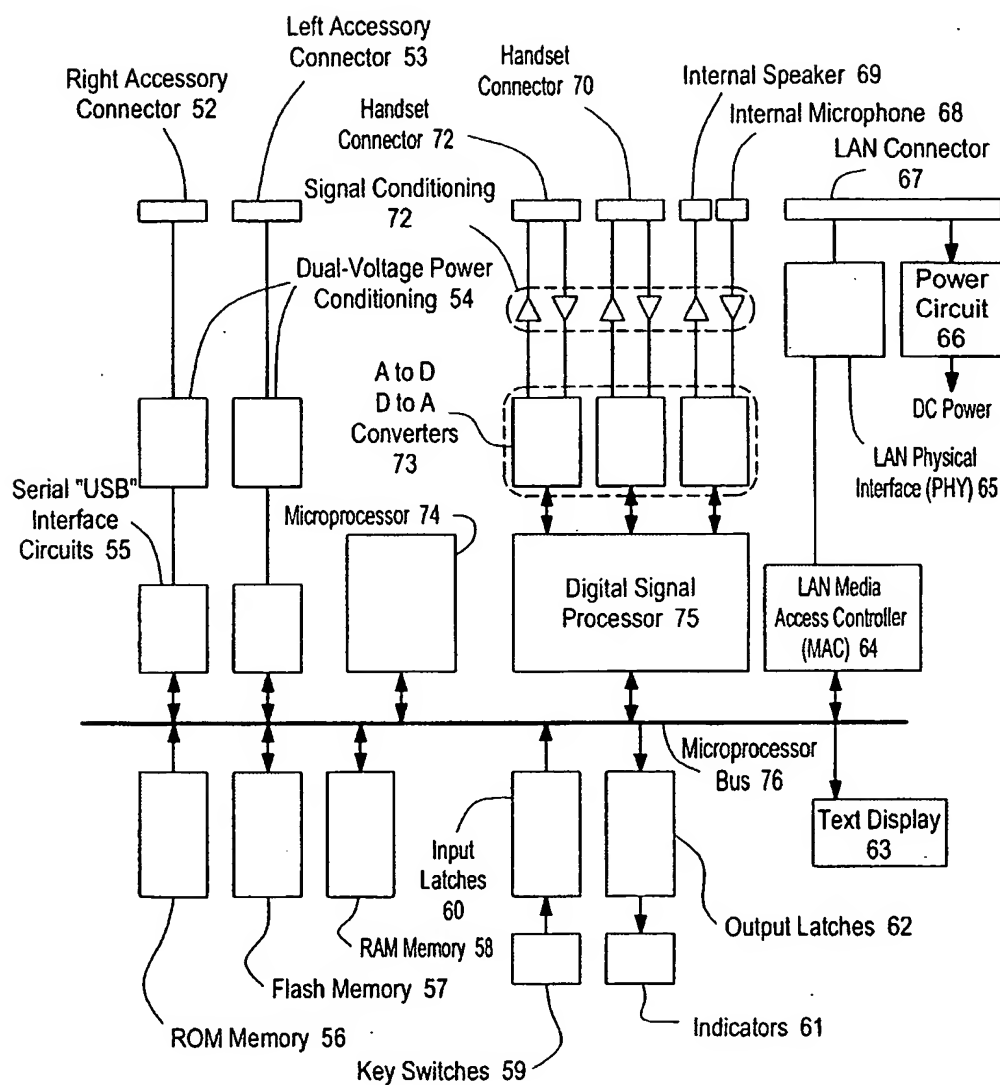 Left Accessory
Connector 53
Right Accessory
Connector 52
Handset
Connector 72
Handset
Connector 70
Internal Speaker 69
Internal Microphone 68
LAN Connector
67
Signal Conditioning
72
Dual-Voltage Power
Conditioning 54
Power
Circuit
66
DC Power
A to D
D to A
Converters
73
LAN Physical
Interface (PHY) 65
Serial "USB"
Interface
Circuits 55
Microprocessor 74
Digital Signal
Processor 75
LAN Media
Access Controller
(MAC) 64
Microprocessor
Bus 76
Text Display
63
Input
Latches
60
RAM Memory 58
Output Latches 62
Flash Memory 57
ROM Memory 56
Indicators 61
Key Switches 59